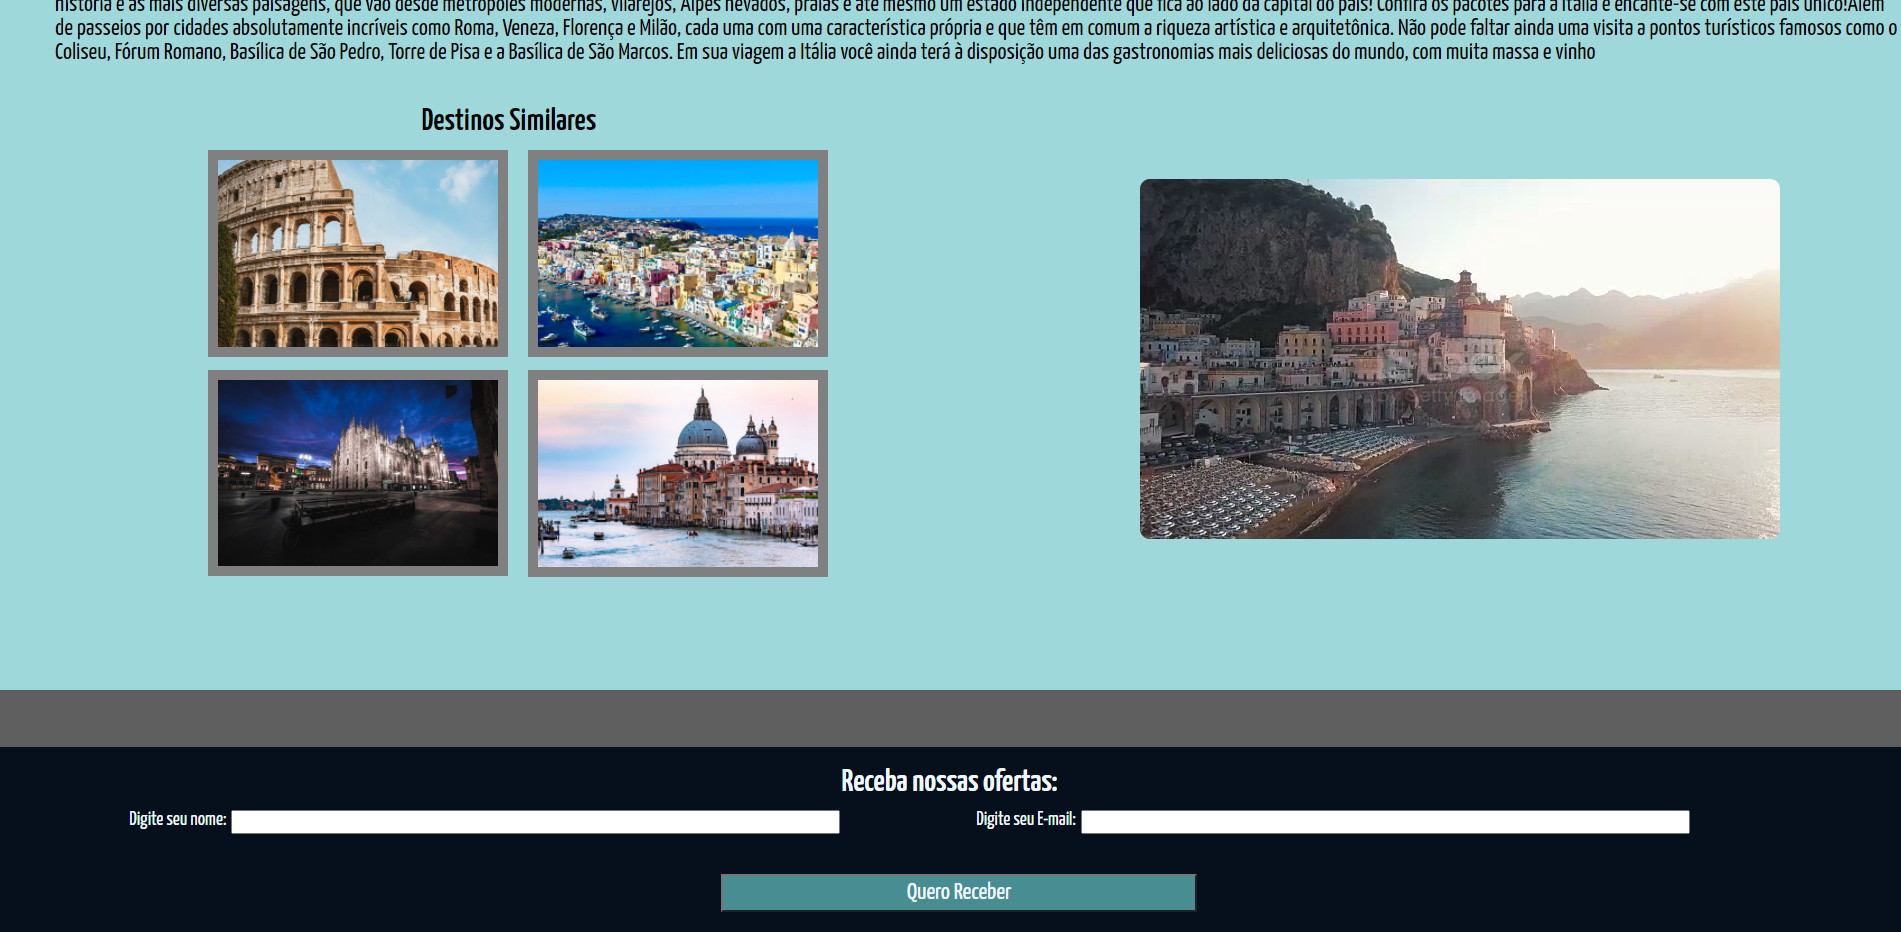 história e as mais diversas paisagens, que vão desde metrópoles modernas, vilarejos, Alpes nevados, praias e até mesmo um estado independente que fica ao lado da capital do país! Confira os pacotes para a Itália e encante-se com este país único!Além
de passeios por cidades absolutamente incríveis como Roma, Veneza, Florença e Milão, cada uma com uma característica própria e que têm em comum a riqueza artística e arquitetônica. Não pode faltar ainda uma visita a pontos turísticos famosos como o
Coliseu, Fórum Romano, Basílica de São Pedro, Torre de Pisa e a Basílica de São Marcos. Em sua viagem a Itália você ainda terá à disposição uma das gastronomias mais deliciosas do mundo, com muita massa e vinho
Destinos Similares
by Getty Images
Receba nossas ofertas:
Digite seu nome:
Digite seu E-mail:
Quero Receber